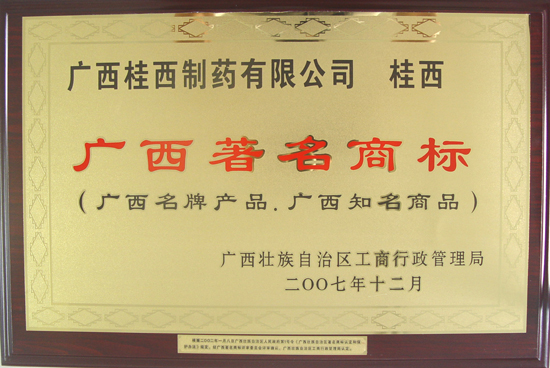 广西桂西制药有限公司 桂西
广西著名商标
(广西名牌产品.广西知名商品)
广西壮族自治区工商行政管理局
二〇〇七年十二月